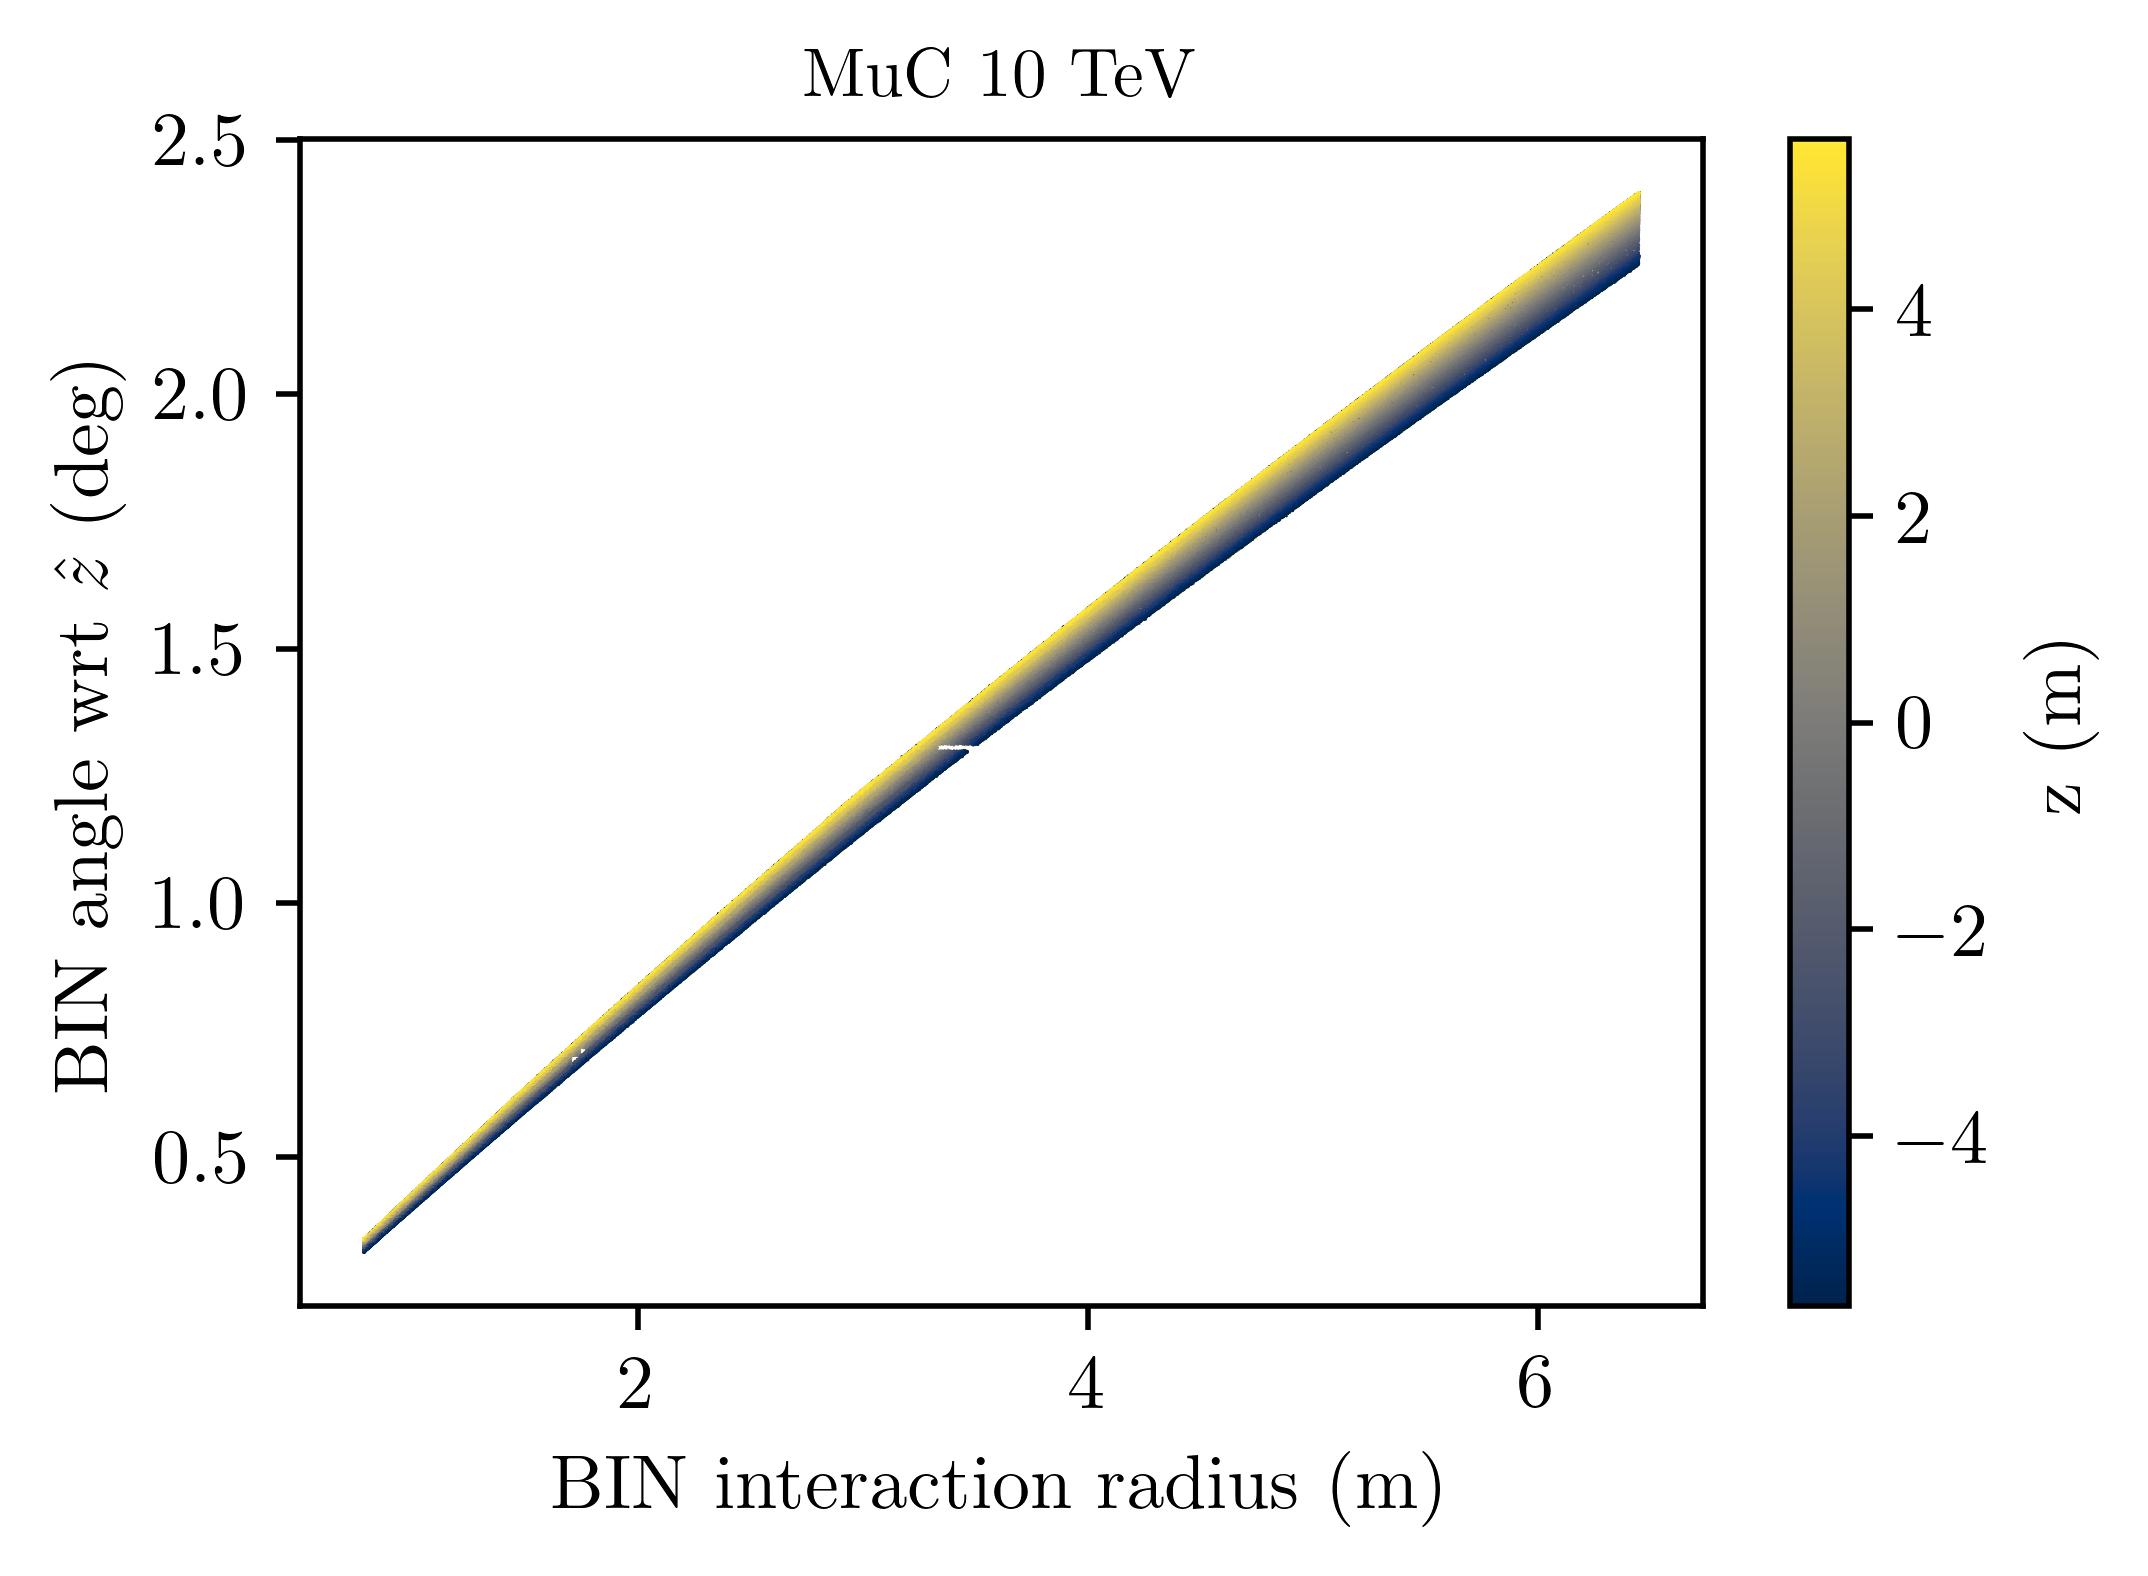 MuC 10 TeV
2.5
2.0
1.5
1.0
0.5
BIN angle wrt ẑ (deg)
2 4 6
BIN interaction radius (m)
4
2
0
−2
−4
z (m)